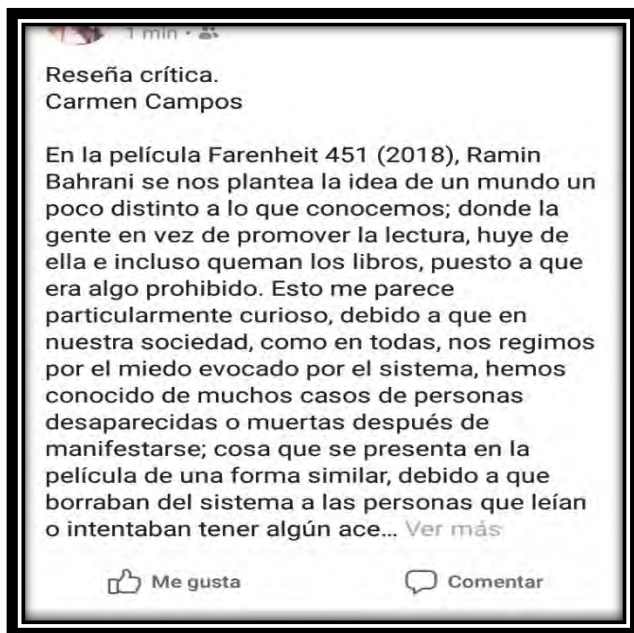 1 min
Reseña crítica.
Carmen Campos
En la película Farenheit 451 (2018), Ramin
Bahrani se nos plantea la idea de un mundo un
poco distinto a lo que conocemos; donde la
gente en vez de promover la lectura, huye de
ella e incluso queman los libros, puesto a que
era algo prohibido. Esto me parece
particularmente curioso, debido a que en
nuestra sociedad, como en todas, nos regimos
por el miedo evocado por el sistema, hemos
conocido de muchos casos de personas
desaparecidas o muertas después de
manifestarse; cosa que se presenta en la
película de una forma similar, debido a que
borraban del sistema a las personas que leían
o intentaban tener algún ace... Ver más
Me gusta Comentar